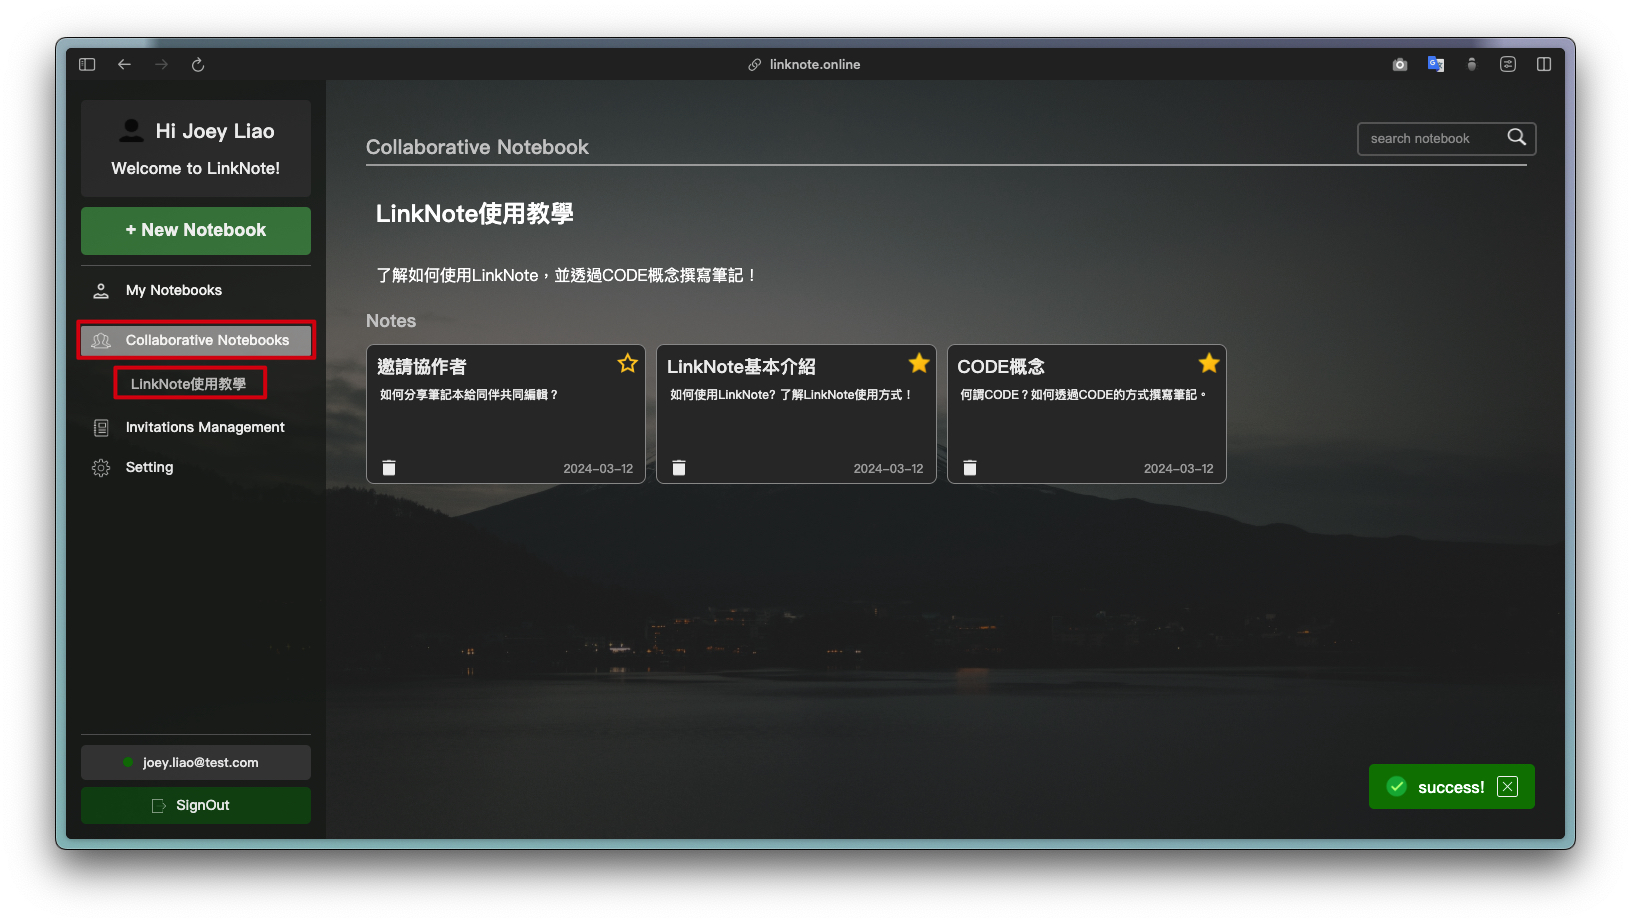 linknote.online
Hi Joey Liao
Welcome to LinkNote!
+ New Notebook
My Notebooks
Collaborative Notebooks
LinkNote使用教學
Invitations Management
Setting
joey.liao@test.com
SignOut
Collaborative Notebook
search notebook
LinkNote使用教學
了解如何使用LinkNote，並透過CODE概念撰寫筆記！
Notes
邀請協作者
如何分享筆記本給同伴共同編輯？
2024-03-12
LinkNote基本介紹
如何使用LinkNote? 了解LinkNote使用方式！
2024-03-12
CODE概念
何謂CODE？如何透過CODE的方式撰寫筆記。
2024-03-12
success!